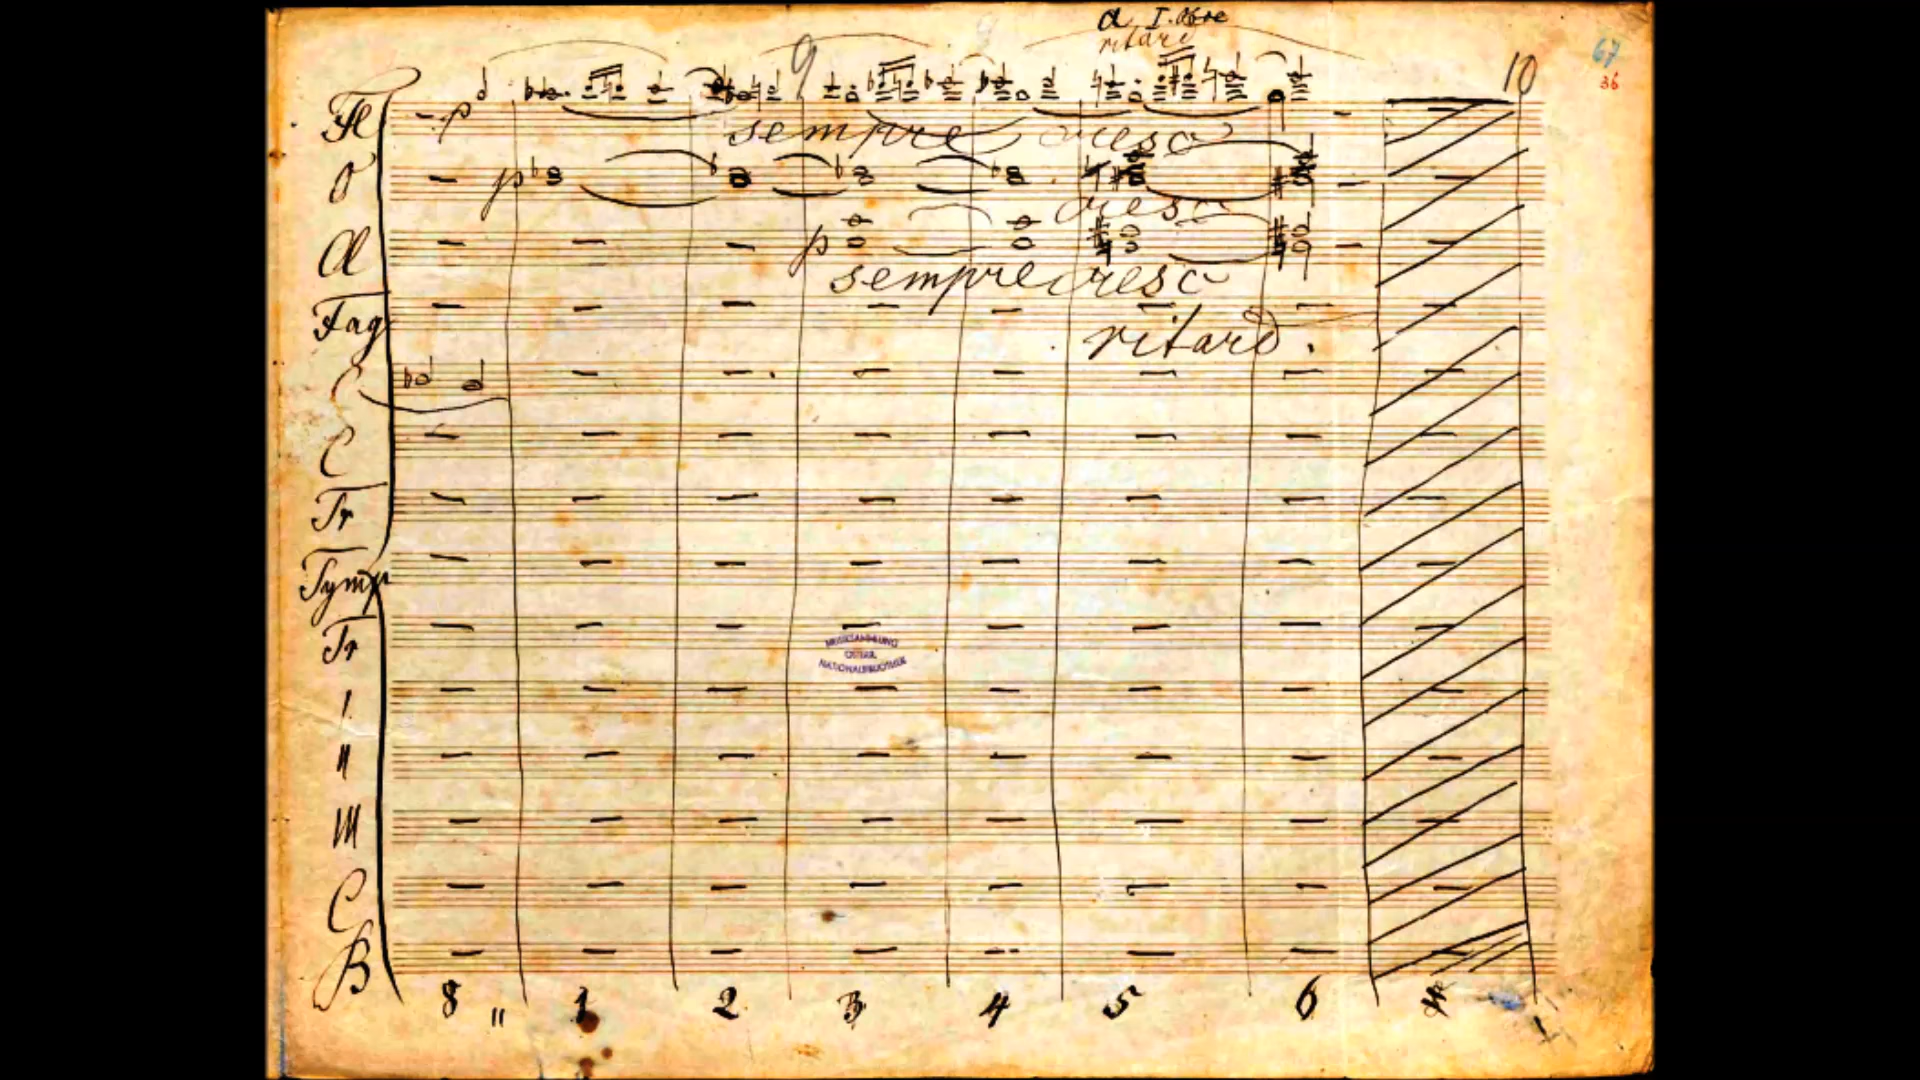 a I. Oboe
ritard
9
10
67
36
Fl
p
sempre cresc
O
p
cresc
Cl
p
sempre cresc
Fag
ritard.
C
C
Tr
Tymp
Tr
MUSIKSAMMLUNG
ÖSTERR.
NATIONALBIBLIOTHEK
I
II
III
C
B
8 " 1 2 3 4 5 6